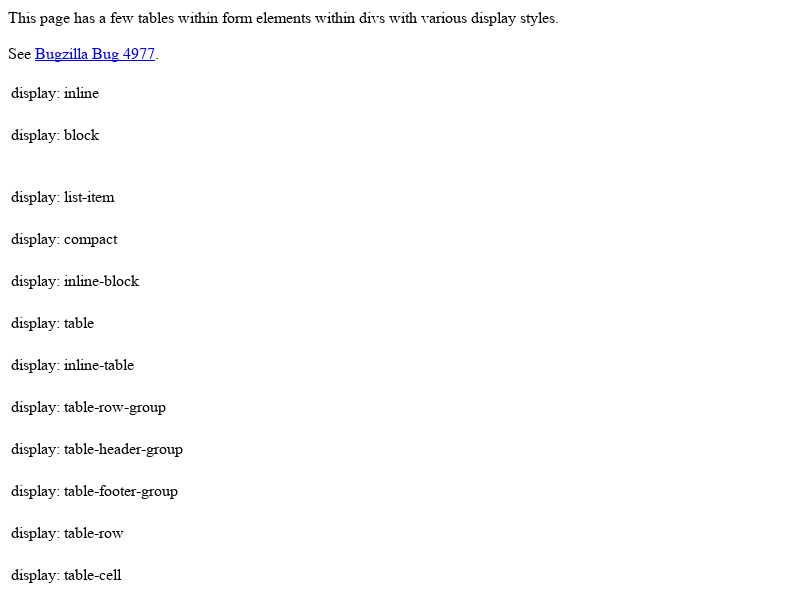 This page has a few tables within form elements within divs with various display styles.
See Bugzilla Bug 4977.
display: inline
display: block
display: list-item
display: compact
display: inline-block
display: table
display: inline-table
display: table-row-group
display: table-header-group
display: table-footer-group
display: table-row
display: table-cell